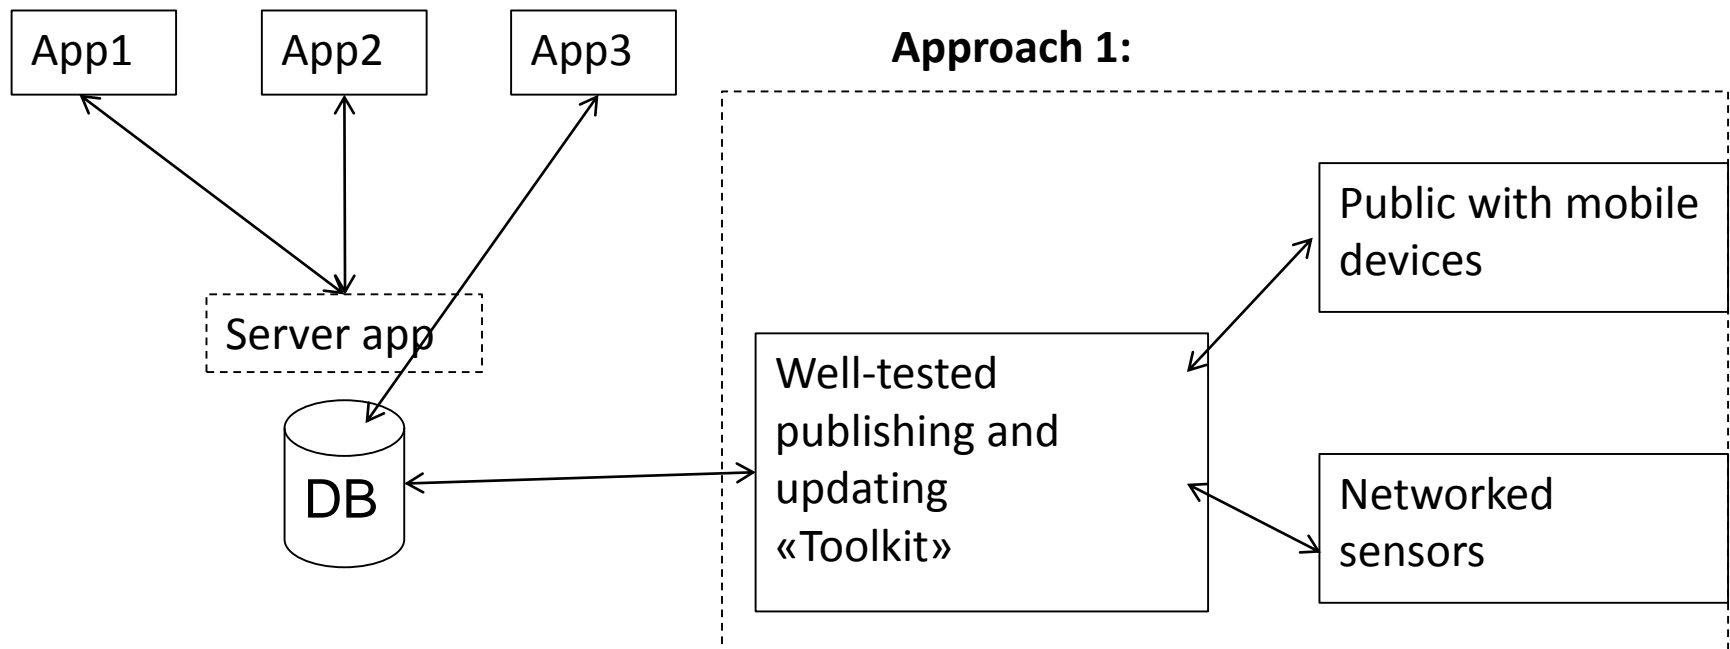 App1
App2
App3
Approach 1:
Server app
DB
Well-tested
publishing and
updating
«Toolkit»
Public with mobile
devices
Networked
sensors